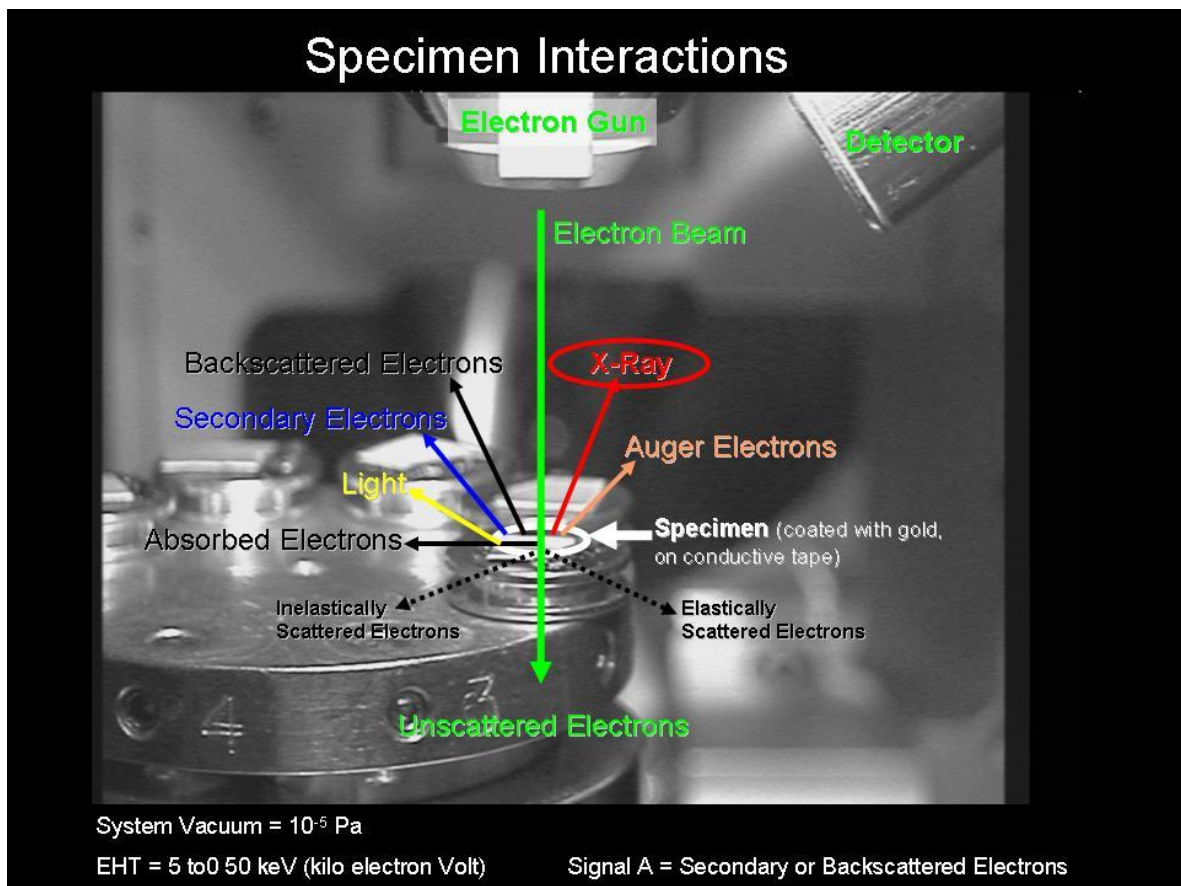 Specimen Interactions
Electron Gun
Detector
Electron Beam
Backscattered Electrons
X-Ray
Secondary Electrons
Auger Electrons
Light
Specimen (coated with gold,
on conductive tape)
Absorbed Electrons
Inelastically
Scattered Electrons
Elastically
Scattered Electrons
4
3
Unscattered Electrons
System Vacuum = 10⁻⁵ Pa
EHT = 5 to0 50 keV (kilo electron Volt)
Signal A = Secondary or Backscattered Electrons